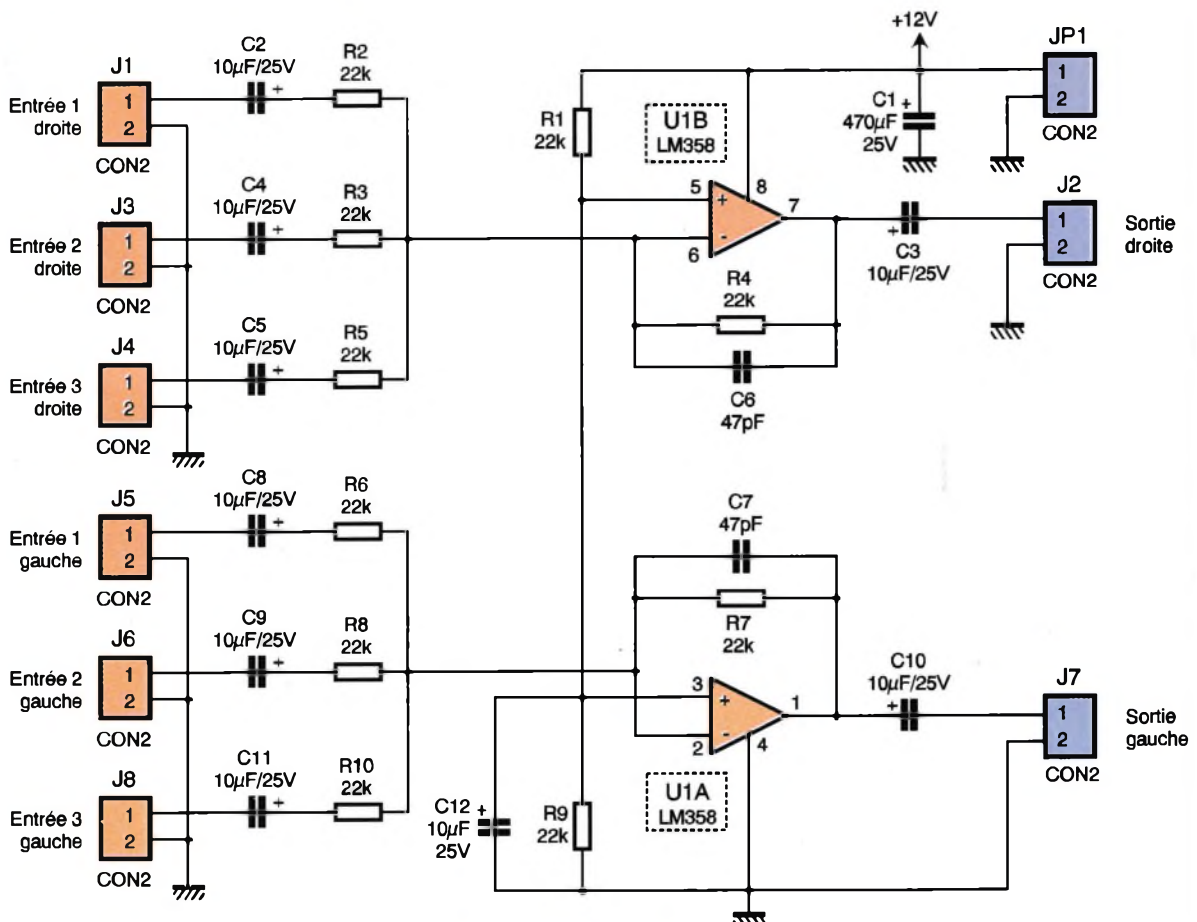 J1
Entrée 1
droite
1
2
CON2
C2
10µF/25V
+
R2
22k
J3
Entrée 2
droite
1
2
CON2
C4
10µF/25V
+
R3
22k
J4
Entrée 3
droite
1
2
CON2
C5
10µF/25V
+
R5
22k
R1
22k
U1B
LM358
5
+
6
-
8
7
R4
22k
C6
47pF
+12V
C1
470µF
25V
+
JP1
1
2
CON2
C3
10µF/25V
+
J2
1
2
CON2
Sortie
droite
J5
Entrée 1
gauche
1
2
CON2
C8
10µF/25V
+
R6
22k
J6
Entrée 2
gauche
1
2
CON2
C9
10µF/25V
+
R8
22k
J8
Entrée 3
gauche
1
2
CON2
C11
10µF/25V
+
R10
22k
C7
47pF
R7
22k
3
+
2
-
1
4
U1A
LM358
C12
10µF
25V
+
R9
22k
C10
10µF/25V
+
J7
1
2
CON2
Sortie
gauche